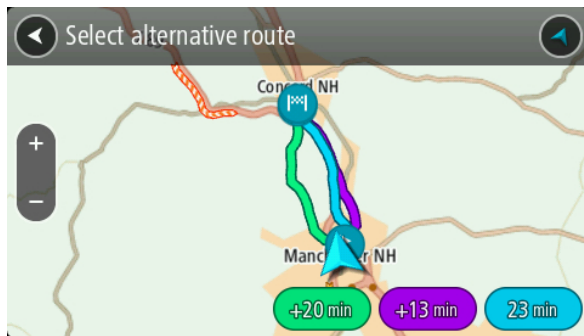 Select alternative route
Concord NH
+
−
Manchester NH
+20 min
+13 min
23 min